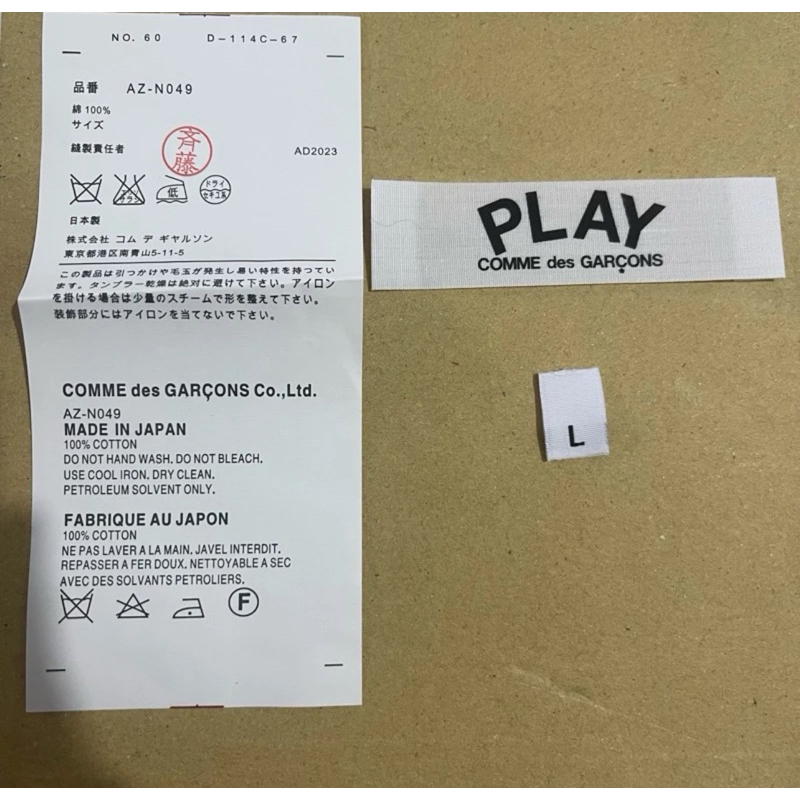 NO. 60 D-114C-67
品番 AZ-N049
綿 100%
サイズ
縫製責任者 斉藤 AD2023
低 ドライ セキユ系
日本製
株式会社 コム デ ギャルソン
東京都港区南青山5-11-5
この製品は引つかけや毛玉が発生し易い特性を持っています。タンブラー乾燥は絶対に避けて下さい。アイロン
を掛ける場合は少量のスチームで形を整えて下さい。
装飾部分にはアイロンを当てないで下さい。
COMME des GARÇONS Co.,Ltd.
AZ-N049
MADE IN JAPAN
100% COTTON
DO NOT HAND WASH. DO NOT BLEACH.
USE COOL IRON. DRY CLEAN.
PETROLEUM SOLVENT ONLY.
FABRIQUE AU JAPON
100% COTTON
NE PAS LAVER A LA MAIN. JAVEL INTERDIT.
REPASSER A FER DOUX. NETTOYABLE A SEC
AVEC DES SOLVANTS PETROLIERS.
F
PLAY
COMME des GARÇONS
L